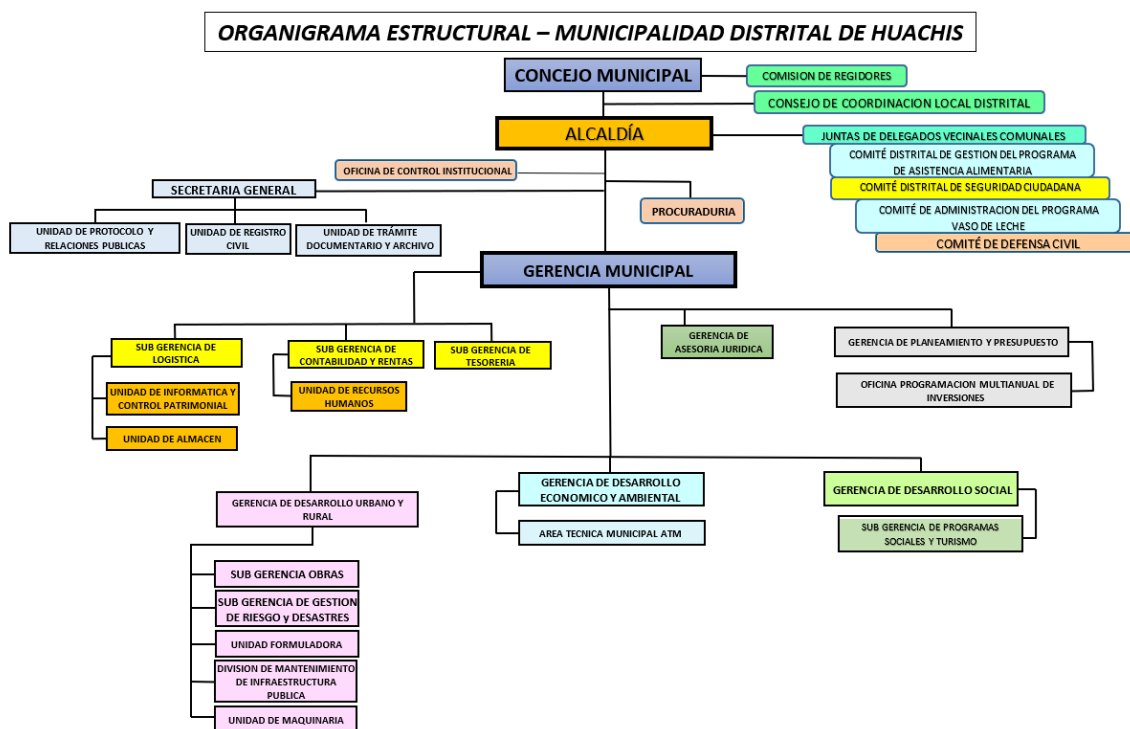 ORGANIGRAMA ESTRUCTURAL – MUNICIPALIDAD DISTRITAL DE HUACHIS
CONCEJO MUNICIPAL
COMISION DE REGIDORES
CONSEJO DE COORDINACION LOCAL DISTRITAL
ALCALDÍA
JUNTAS DE DELEGADOS VECINALES COMUNALES
COMITÉ DISTRITAL DE GESTION DEL PROGRAMA
DE ASISTENCIA ALIMENTARIA
COMITÉ DISTRITAL DE SEGURIDAD CIUDADANA
COMITÉ DE ADMINISTRACION DEL PROGRAMA
VASO DE LECHE
COMITÉ DE DEFENSA CIVIL
OFICINA DE CONTROL INSTITUCIONAL
SECRETARIA GENERAL
PROCURADURIA
UNIDAD DE PROTOCOLO Y
RELACIONES PUBLICAS
UNIDAD DE REGISTRO
CIVIL
UNIDAD DE TRÁMITE
DOCUMENTARIO Y ARCHIVO
GERENCIA MUNICIPAL
SUB GERENCIA DE
LOGISTICA
UNIDAD DE INFORMATICA Y
CONTROL PATRIMONIAL
UNIDAD DE ALMACEN
SUB GERENCIA DE
CONTABILIDAD Y RENTAS
UNIDAD DE RECURSOS
HUMANOS
SUB GERENCIA DE
TESORERIA
GERENCIA DE
ASESORIA JURIDICA
GERENCIA DE PLANEAMIENTO Y PRESUPUESTO
OFICINA PROGRAMACION MULTIANUAL DE
INVERSIONES
GERENCIA DE DESARROLLO URBANO Y
RURAL
SUB GERENCIA OBRAS
SUB GERENCIA DE GESTION
DE RIESGO y DESASTRES
UNIDAD FORMULADORA
DIVISION DE MANTENIMIENTO
DE INFRAESTRUCTURA
PUBLICA
UNIDAD DE MAQUINARIA
GERENCIA DE DESARROLLO
ECONOMICO Y AMBIENTAL
AREA TECNICA MUNICIPAL ATM
GERENCIA DE DESARROLLO SOCIAL
SUB GERENCIA DE PROGRAMAS
SOCIALES Y TURISMO